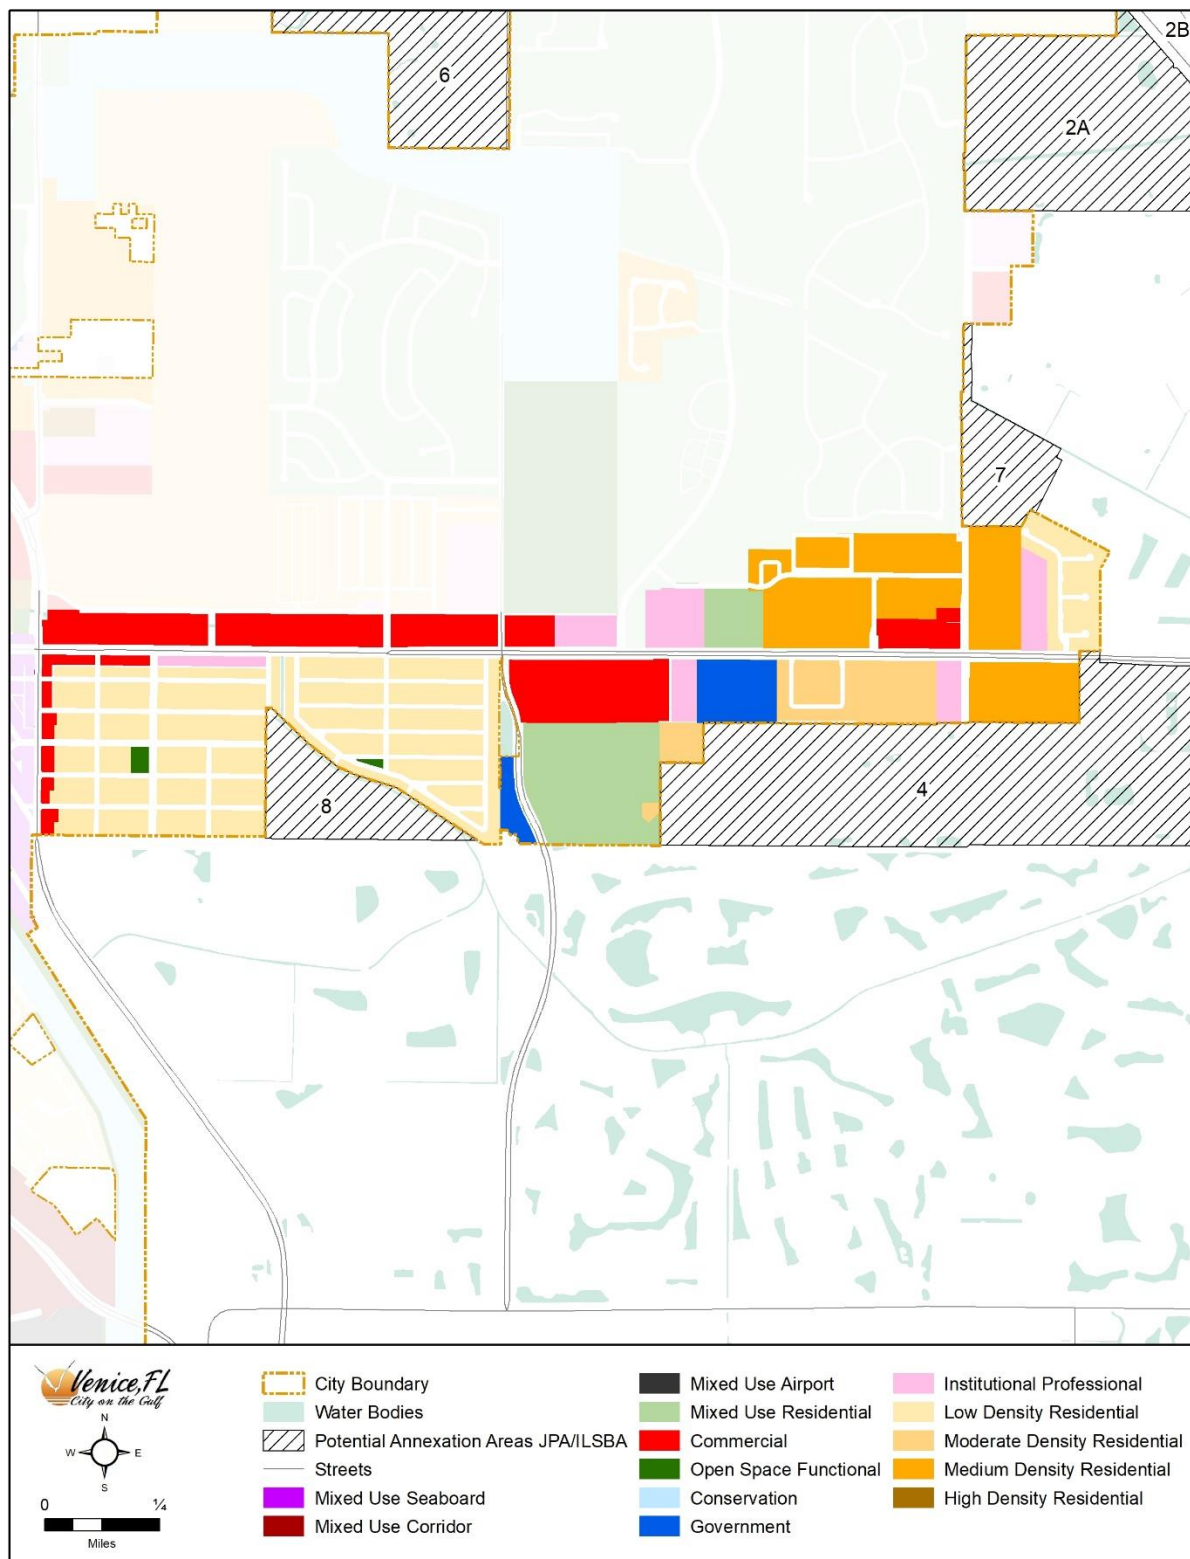 2B
6
2A
7
8
4
Venice, FL
City on the Gulf
N
W E
S
0 ¼
Miles
City Boundary
Water Bodies
Potential Annexation Areas JPA/ILSBA
Streets
Mixed Use Seaboard
Mixed Use Corridor
Mixed Use Airport
Mixed Use Residential
Commercial
Open Space Functional
Conservation
Government
Institutional Professional
Low Density Residential
Moderate Density Residential
Medium Density Residential
High Density Residential